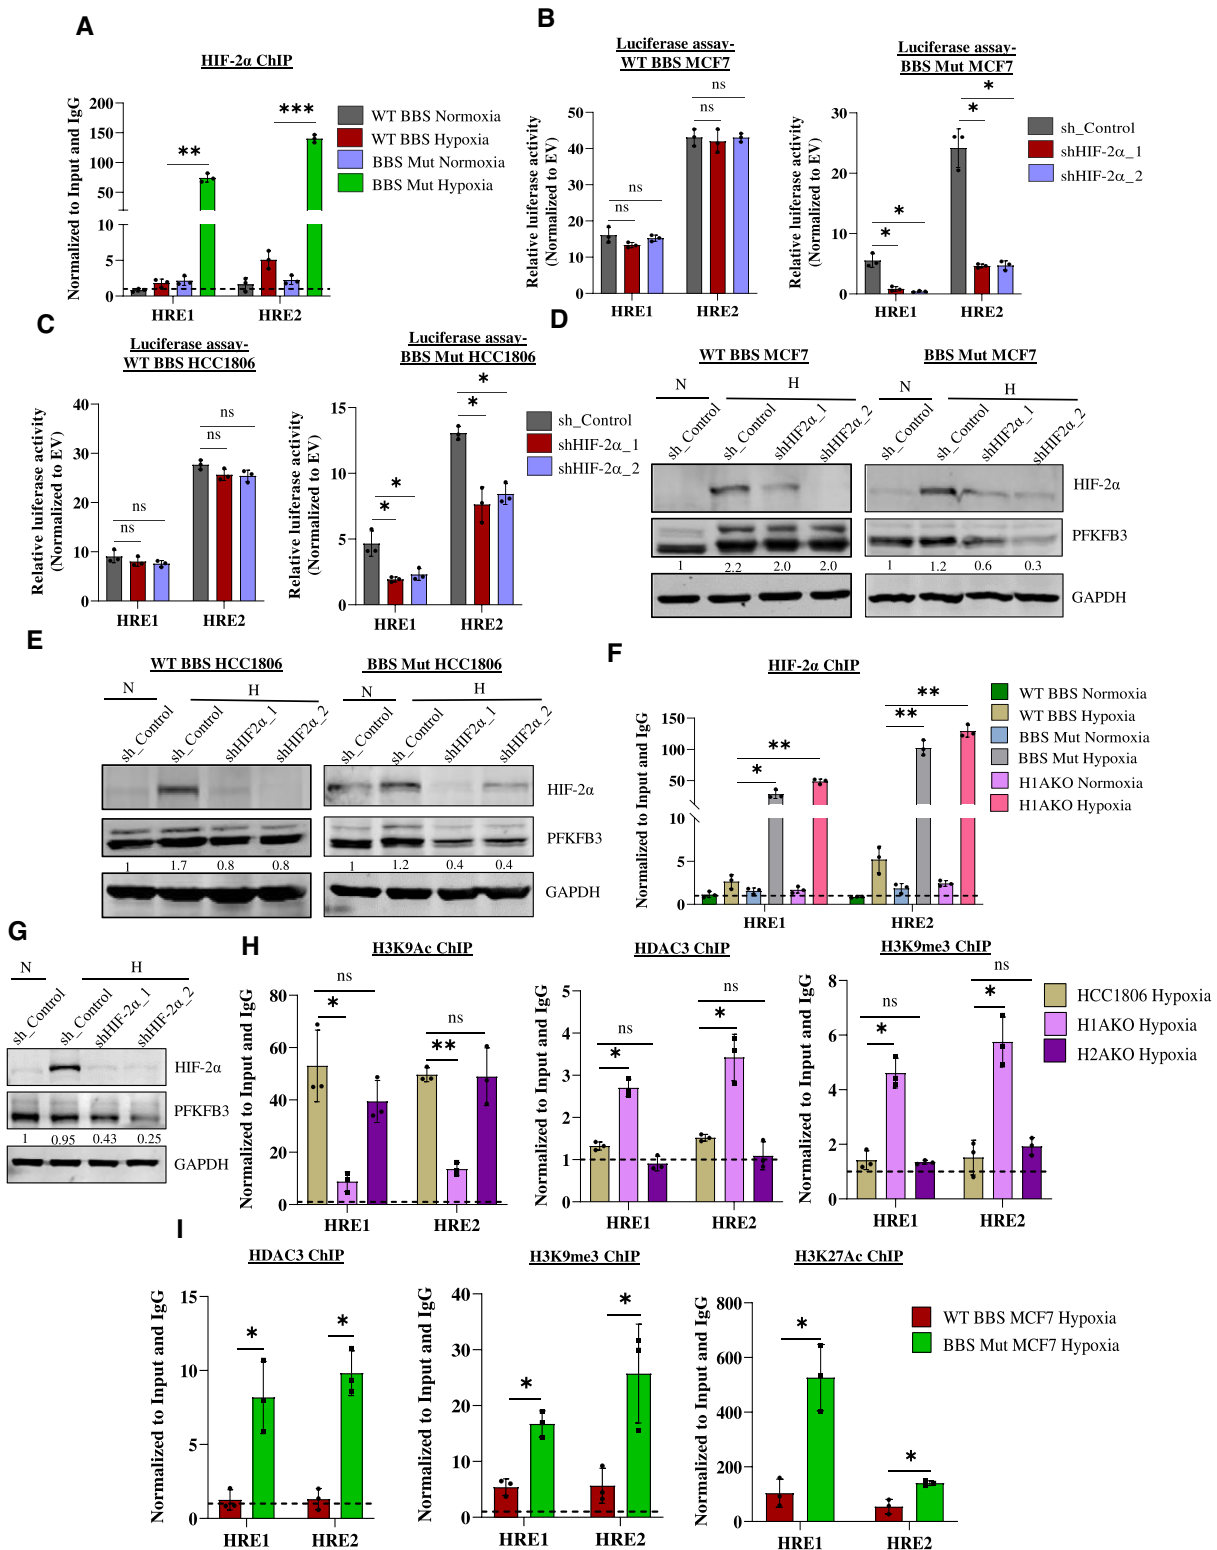 A
HIF-2α ChIP
Normalized to Input and IgG
200
150
100
50
10
5
0
**
***
HRE1
HRE2
WT BBS Normoxia
WT BBS Hypoxia
BBS Mut Normoxia
BBS Mut Hypoxia
B
Luciferase assay-
WT BBS MCF7
Relative luiferase activity
(Normalized to EV)
50
40
30
20
10
0
ns
ns
ns
ns
HRE1
HRE2
Luciferase assay-
BBS Mut MCF7
Relative luciferase activity
(Normalized to EV)
30
20
10
0
*
*
*
*
HRE1
HRE2
sh_Control
shHIF-2α_1
shHIF-2α_2
C
Luciferase assay-
WT BBS HCC1806
Relative luiferase activity
(Normalized to EV)
40
30
20
10
0
ns
ns
ns
ns
HRE1
HRE2
Luciferase assay-
BBS Mut HCC1806
Relative luciferase activity
(Normalized to EV)
15
10
5
0
*
*
*
*
HRE1
HRE2
sh_Control
shHIF-2α_1
shHIF-2α_2
D
WT BBS MCF7
BBS Mut MCF7
N
H
N
H
sh_Control
sh_Control
shHIF2α_1
shHIF2α_2
sh_Control
sh_Control
shHIF2α_1
shHIF2α_2
HIF-2α
PFKFB3
1 2.2 2.0 2.0
1 1.2 0.6 0.3
GAPDH
E
WT BBS HCC1806
BBS Mut HCC1806
N
H
N
H
sh_Control
sh_Control
shHIF2α_1
shHIF2α_2
sh_Control
sh_Control
shHIF2α_1
shHIF2α_2
HIF-2α
PFKFB3
1 1.7 0.8 0.8
1 1.2 0.4 0.4
GAPDH
F
HIF-2α ChIP
Normalized to Input and IgG
150
100
50
10
5
0
*
**
**
**
HRE1
HRE2
WT BBS Normoxia
WT BBS Hypoxia
BBS Mut Normoxia
BBS Mut Hypoxia
H1AKO Normoxia
H1AKO Hypoxia
G
N
H
sh_Control
sh_Control
shHIF-2α_1
shHIF-2α_2
HIF-2α
PFKFB3
1 0.95 0.43 0.25
GAPDH
H
H3K9Ac ChIP
Normalized to Input and IgG
80
60
40
20
0
ns
*
ns
**
HRE1
HRE2
HDAC3 ChIP
Normalized to Input and IgG
5
4
3
2
1
0
ns
*
ns
*
HRE1
HRE2
H3K9me3 ChIP
Normalized to Input and IgG
8
6
4
2
0
ns
*
ns
*
HRE1
HRE2
HCC1806 Hypoxia
H1AKO Hypoxia
H2AKO Hypoxia
I
HDAC3 ChIP
Normalized to Input and IgG
15
10
5
0
*
*
HRE1
HRE2
H3K9me3 ChIP
Normalized to Input and IgG
40
30
20
10
0
*
*
HRE1
HRE2
H3K27Ac ChIP
Normalized to Input and IgG
800
600
400
200
0
*
*
HRE1
HRE2
WT BBS MCF7 Hypoxia
BBS Mut MCF7 Hypoxia